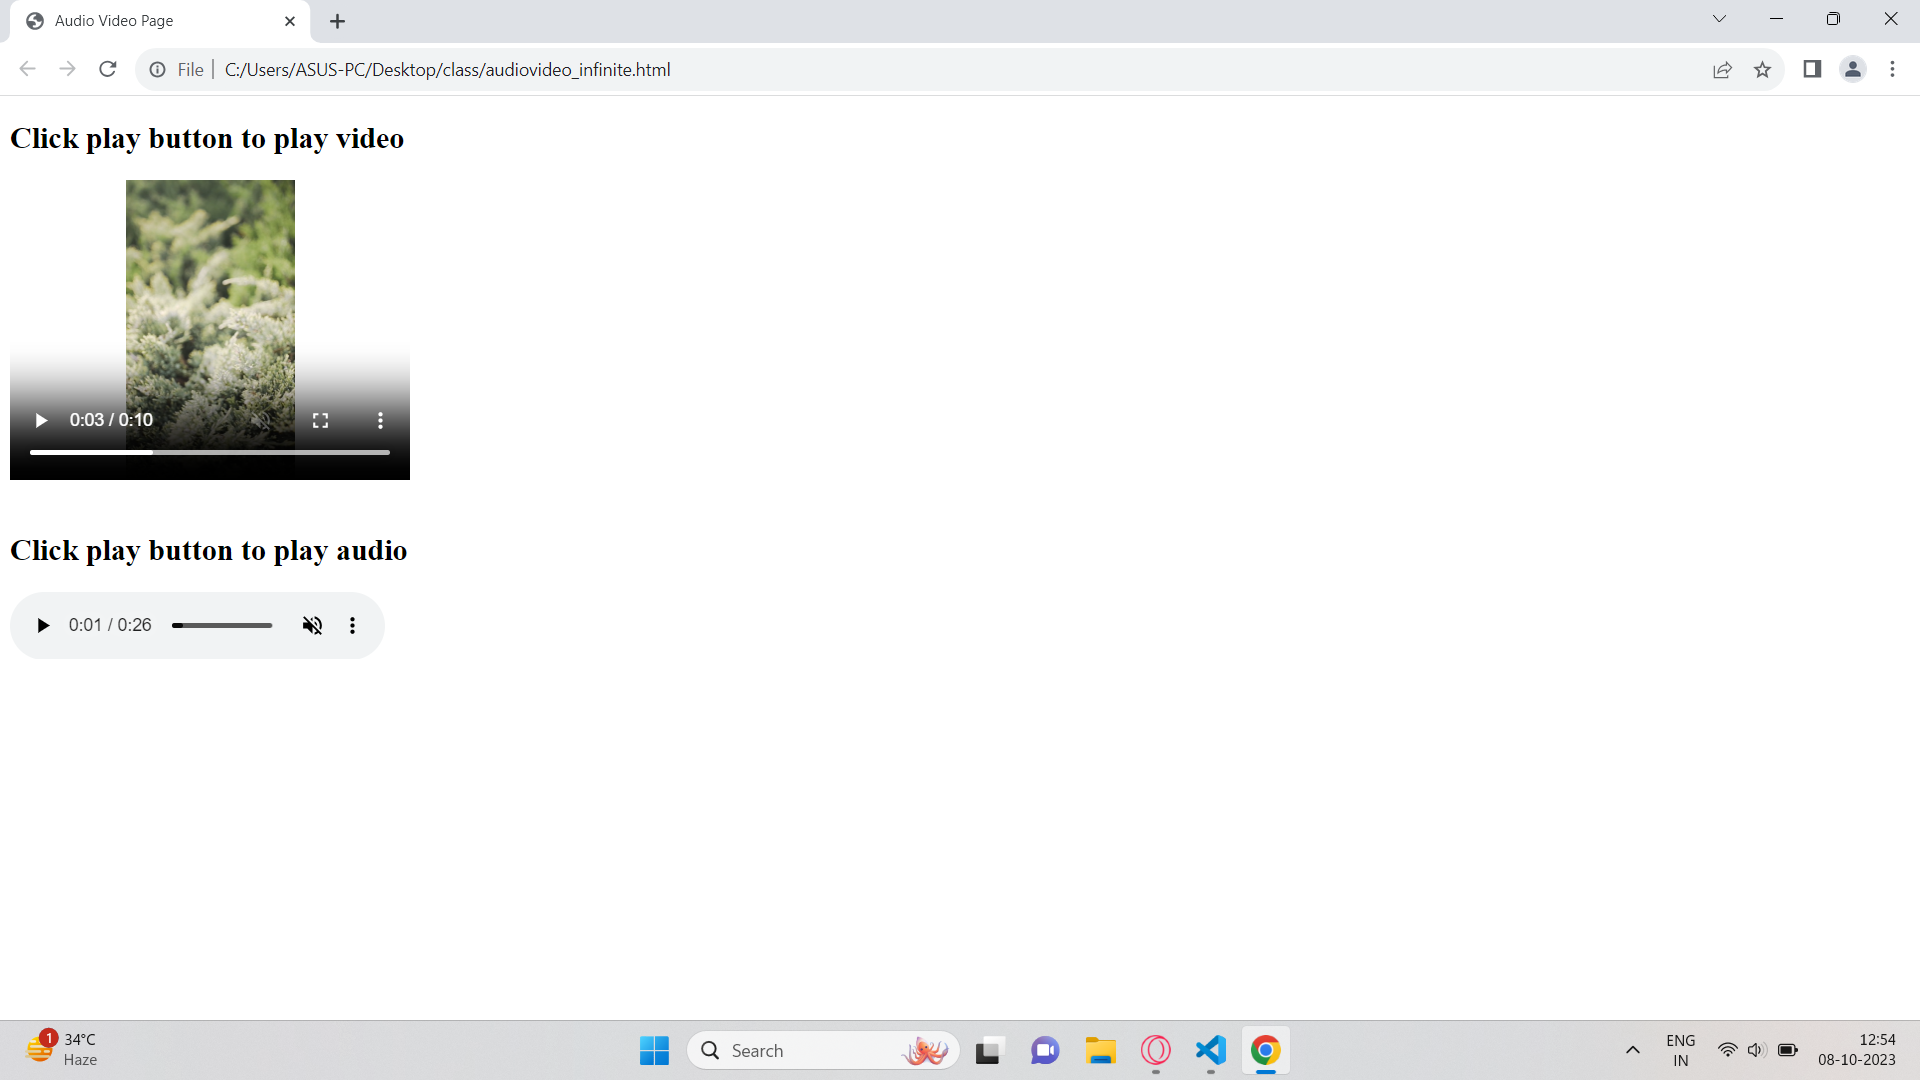 Audio Video Page
File | C:/Users/ASUS-PC/Desktop/class/audiovideo_infinite.html
Click play button to play video
0:03 / 0:10
Click play button to play audio
0:01 / 0:26
1
34°C
Haze
Search
ENG
IN
12:54
08-10-2023